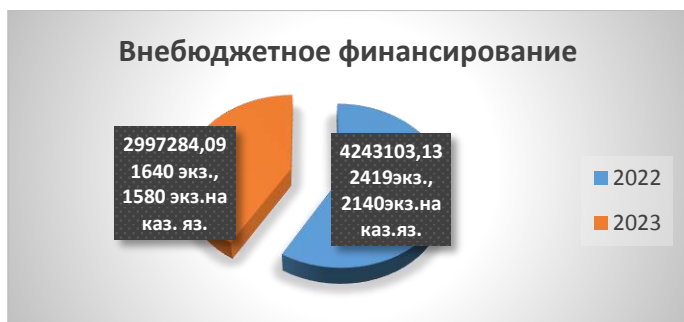 Внебюджетное финансирование
2997284,09
1640 экз.,
1580 экз.на
каз. яз.
4243103,13
2419экз.,
2140экз.на
каз.яз.
2022
2023